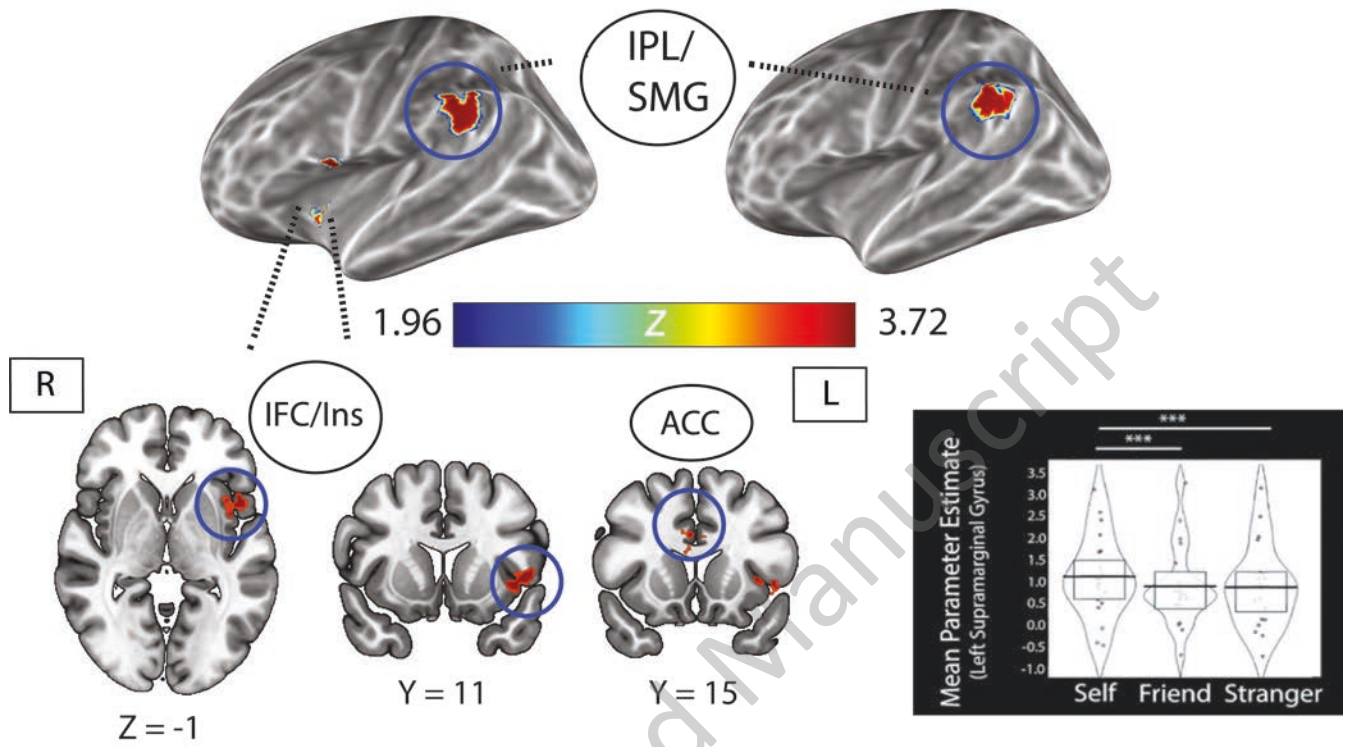 IPL/
SMG
1.96
Z
3.72
R
IFC/Ins
ACC
L
Z = -1
Y = 11
Y = 15
Mean Parameter Estimate
(Left Supramarginal Gyrus)
***
***
3.5
3.0
2.5
2.0
1.5
1.0
0.5
0.0
-0.5
-1.0
Self Friend Stranger
d Manuscript